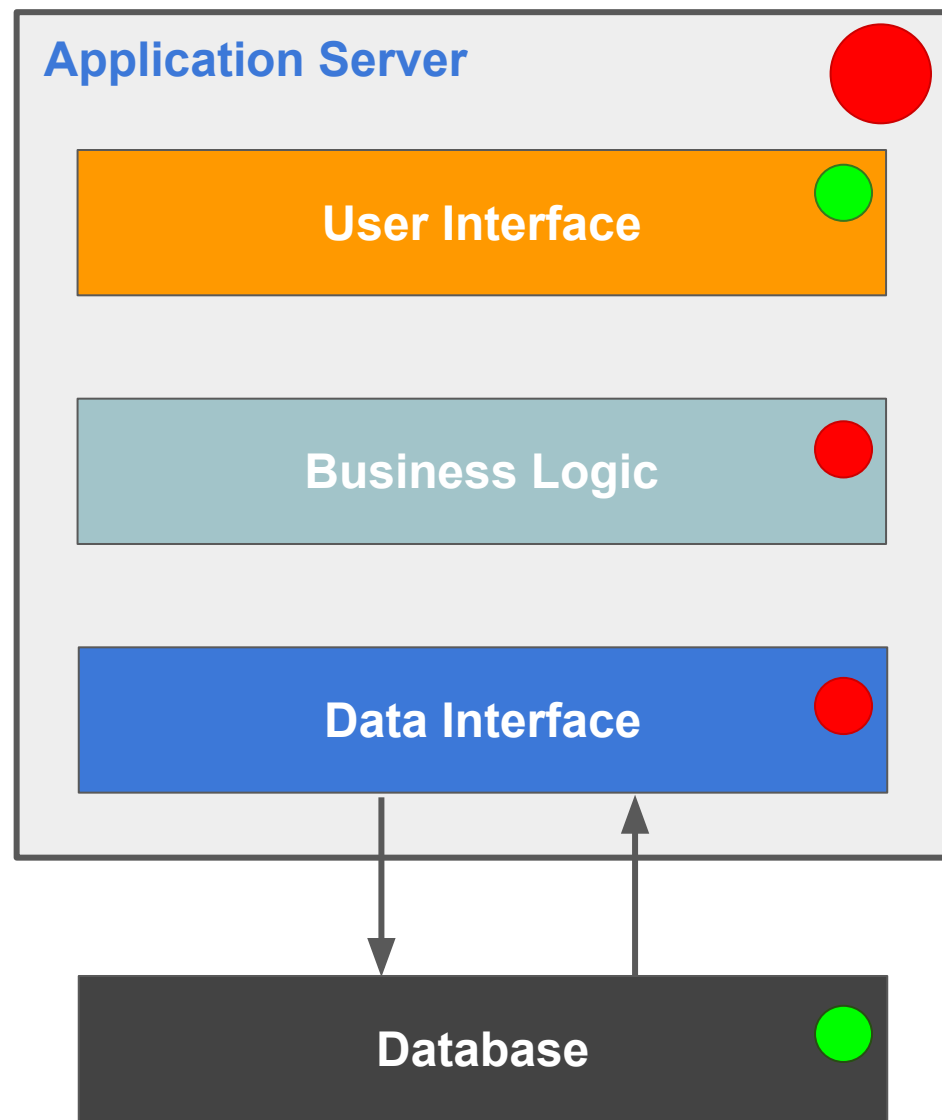 Application Server
User Interface
Business Logic
Data Interface
Database